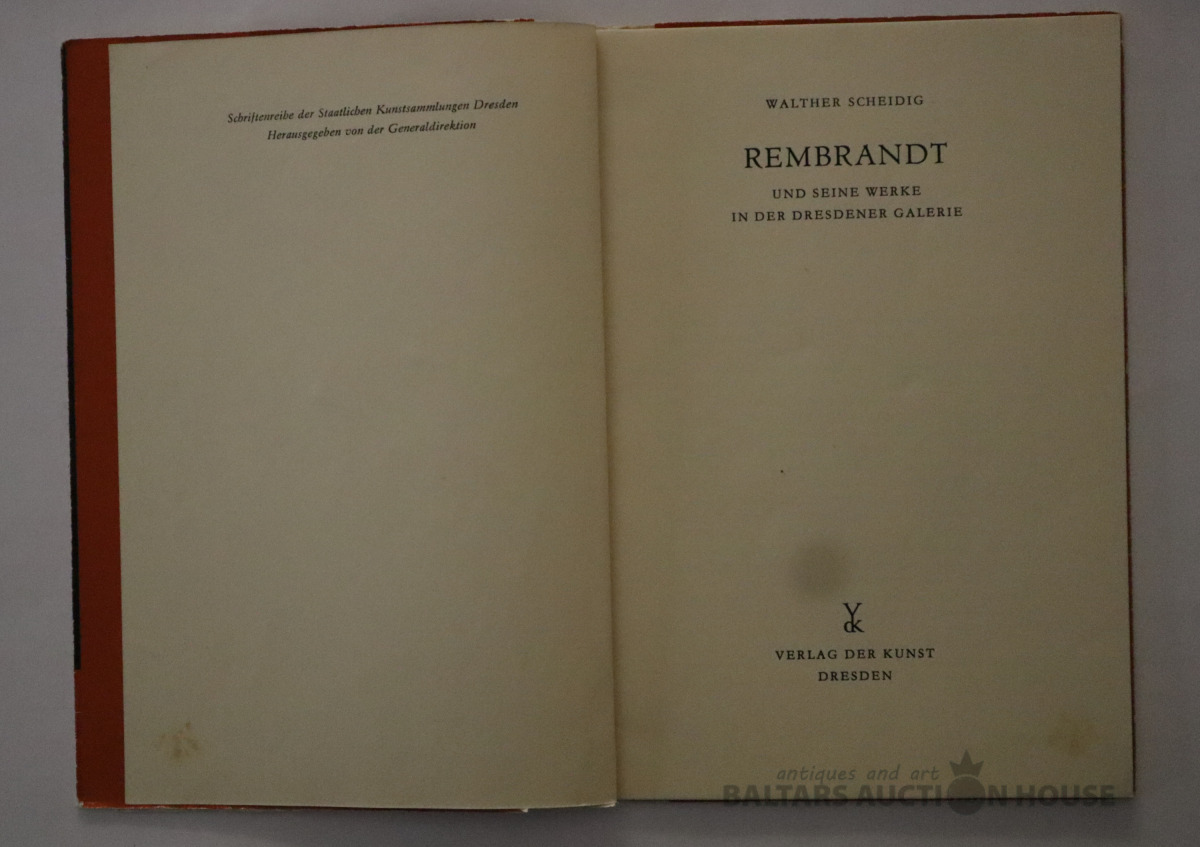 Schriftenreihe der Staatlichen Kunstsammlungen Dresden
Herausgegeben von der Generaldirektion
WALTHER SCHEIDIG
REMBRANDT
UND SEINE WERKE
IN DER DRESDENER GALERIE
VdK
VERLAG DER KUNST
DRESDEN
antiques and art
BALTARS AUCTION HOUSE